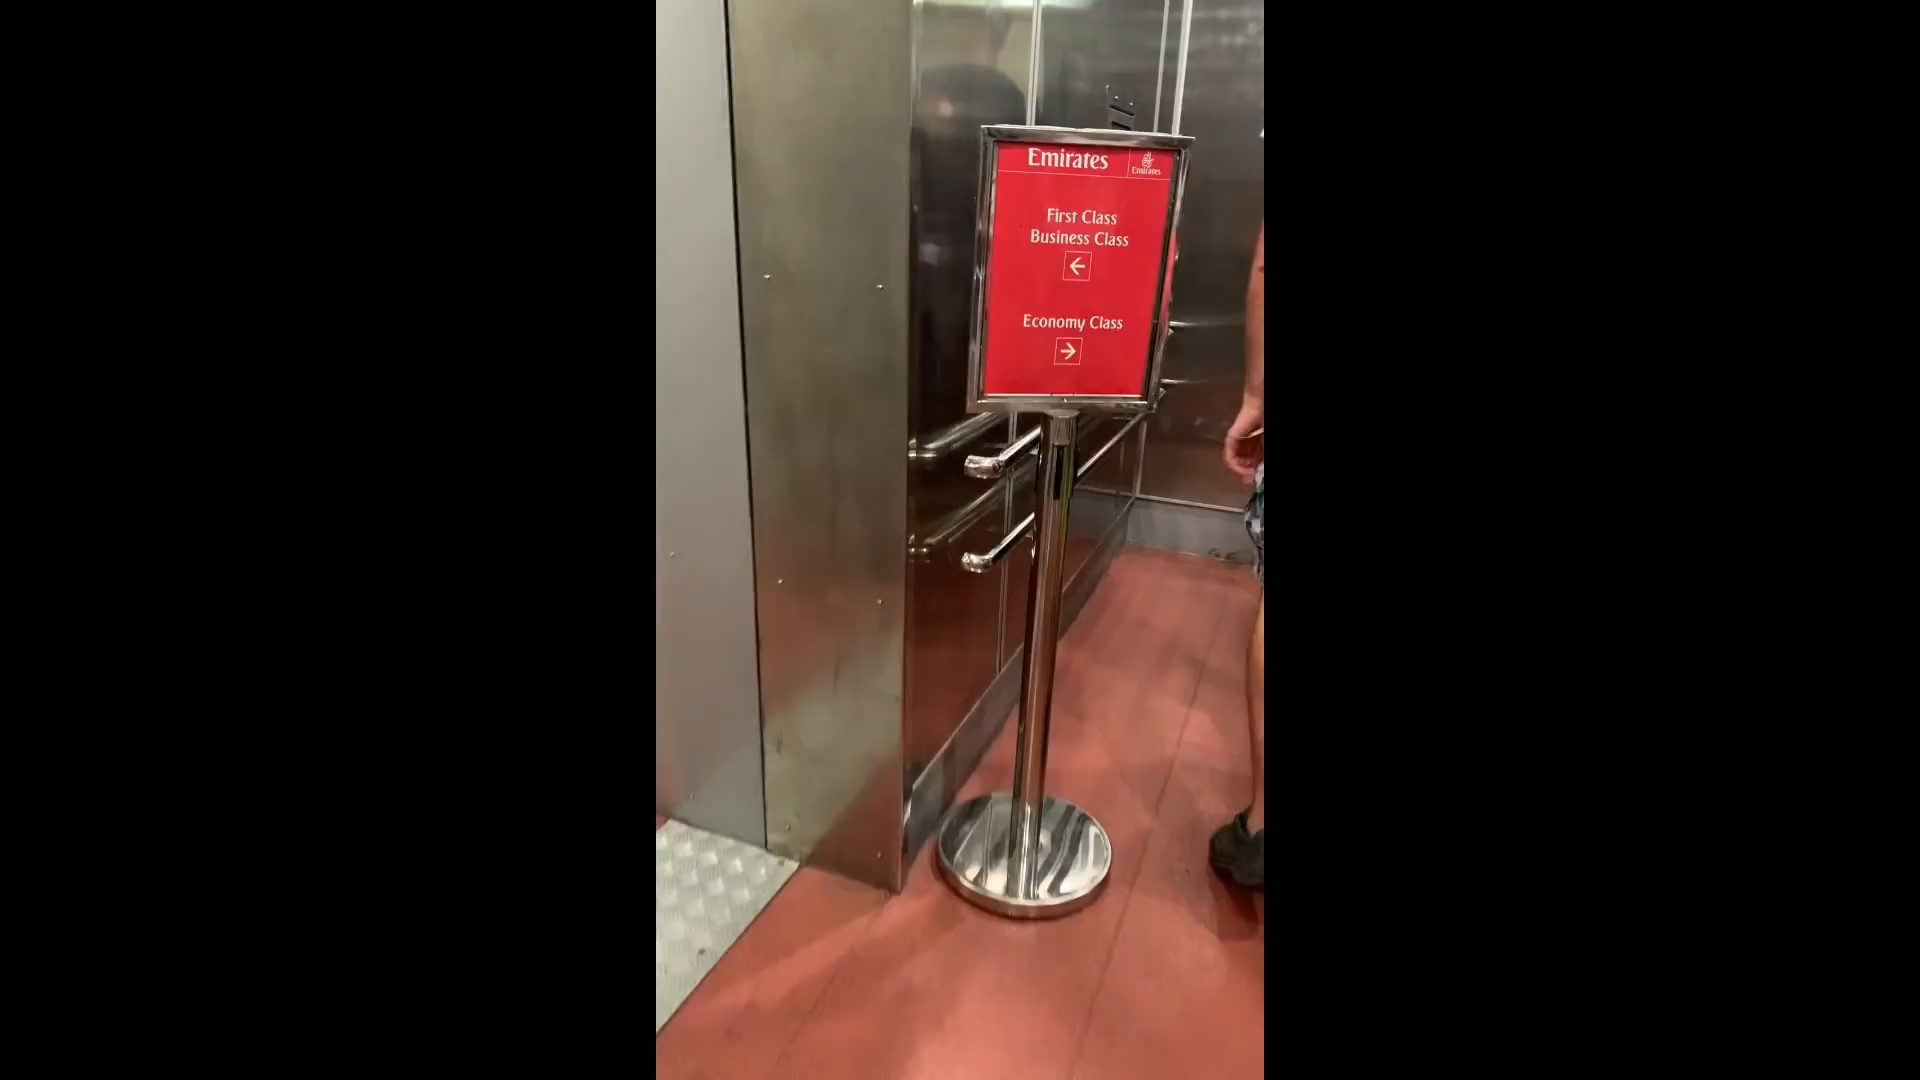 Emirates
Emirates
First Class
Business Class
←
Economy Class
→